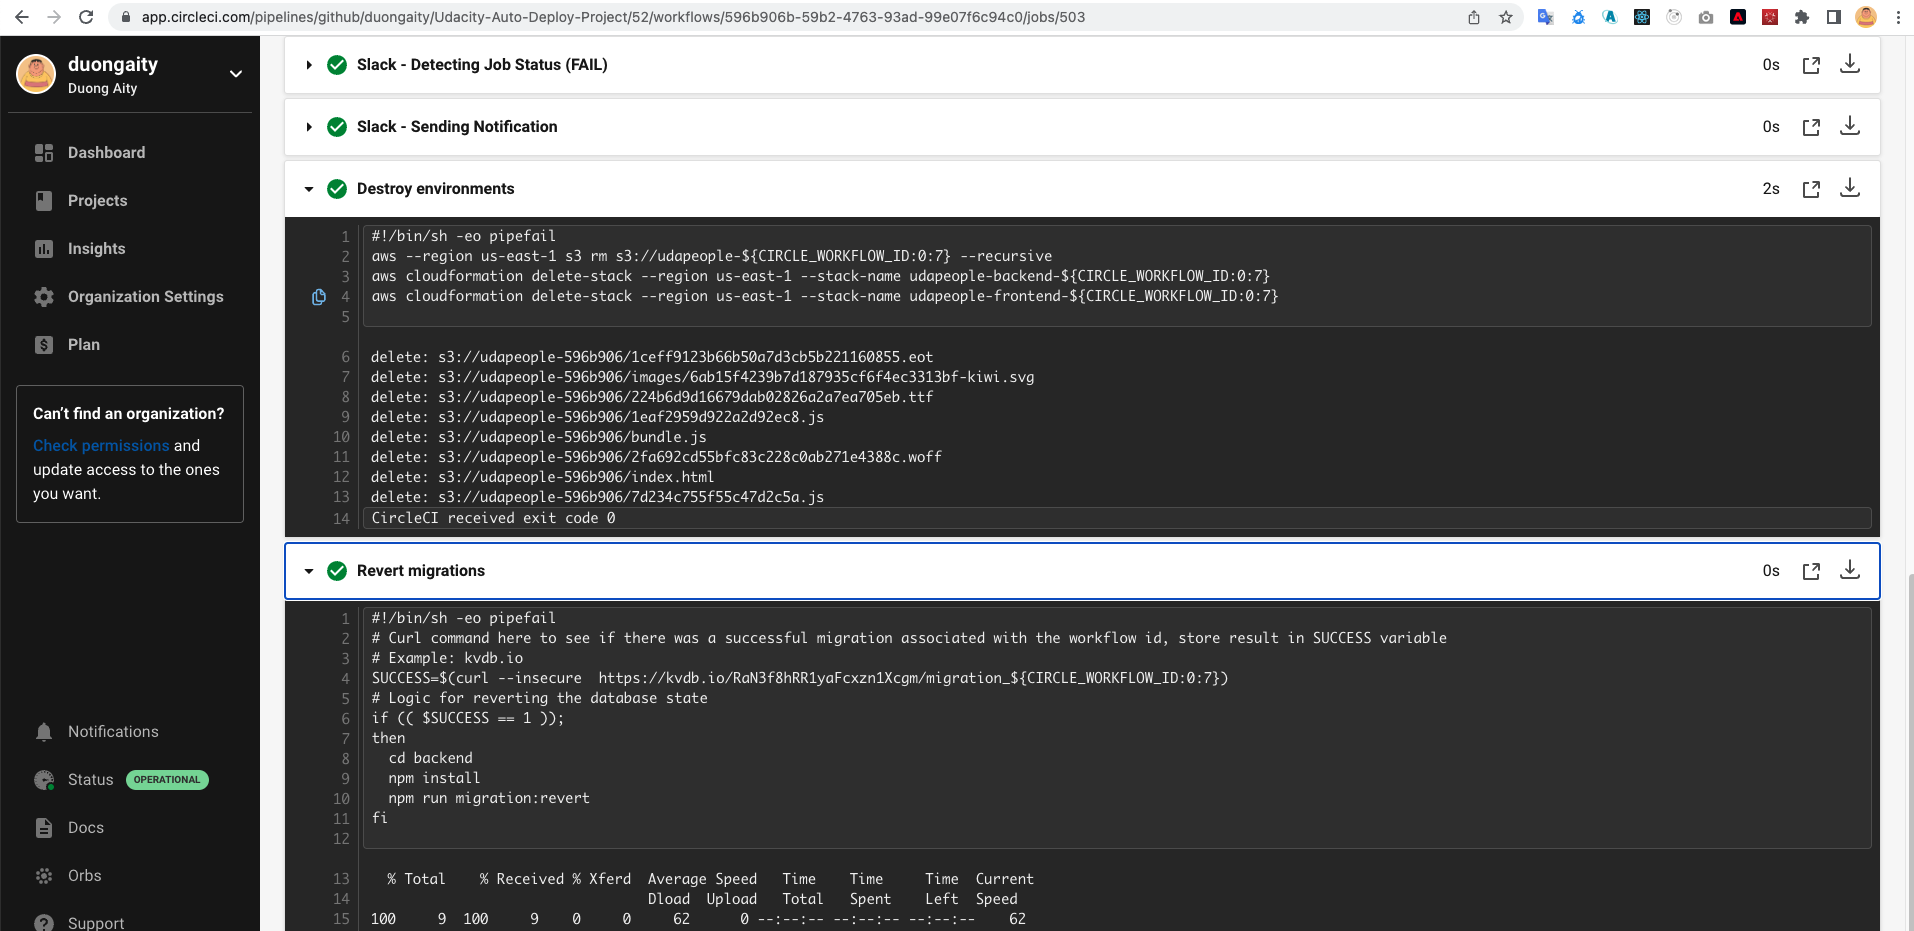 app.circleci.com/pipelines/github/duongaity/Udacity-Auto-Deploy-Project/52/workflows/596b906b-59b2-4763-93ad-99e07f6c94c0/jobs/503
duongaity
Duong Aity
Dashboard
Projects
Insights
Organization Settings
Plan
Can't find an organization?
Check permissions and
update access to the ones
you want.
Notifications
Status OPERATIONAL
Docs
Orbs
Support
Slack - Detecting Job Status (FAIL) 0s
Slack - Sending Notification 0s
Destroy environments 2s
1 #!/bin/sh -eo pipefail
2 aws --region us-east-1 s3 rm s3://udapeople-${CIRCLE_WORKFLOW_ID:0:7} --recursive
3 aws cloudformation delete-stack --region us-east-1 --stack-name udapeople-backend-${CIRCLE_WORKFLOW_ID:0:7}
4 aws cloudformation delete-stack --region us-east-1 --stack-name udapeople-frontend-${CIRCLE_WORKFLOW_ID:0:7}
5
6 delete: s3://udapeople-596b906/1ceff9123b66b50a7d3cb5b221160855.eot
7 delete: s3://udapeople-596b906/images/6ab15f4239b7d187935cf6f4ec3313bf-kiwi.svg
8 delete: s3://udapeople-596b906/224b6d9d16679dab02826a2a7ea705eb.ttf
9 delete: s3://udapeople-596b906/1eaf2959d922a2d92ec8.js
10 delete: s3://udapeople-596b906/bundle.js
11 delete: s3://udapeople-596b906/2fa692cd55bfc83c228c0ab271e4388c.woff
12 delete: s3://udapeople-596b906/index.html
13 delete: s3://udapeople-596b906/7d234c755f55c47d2c5a.js
14 CircleCI received exit code 0
Revert migrations 0s
1 #!/bin/sh -eo pipefail
2 # Curl command here to see if there was a successful migration associated with the workflow id, store result in SUCCESS variable
3 # Example: kvdb.io
4 SUCCESS=$(curl --insecure  https://kvdb.io/RaN3f8hRR1yaFcxzn1Xcgm/migration_${CIRCLE_WORKFLOW_ID:0:7})
5 # Logic for reverting the database state
6 if (( $SUCCESS == 1 ));
7 then
8   cd backend
9   npm install
10   npm run migration:revert
11 fi
12
13 % Total % Received % Xferd Average Speed Time Time Time Current
14 Dload Upload Total Spent Left Speed
15 100 9 100 9 0 0 62 0 --:--:-- --:--:-- --:--:-- 62